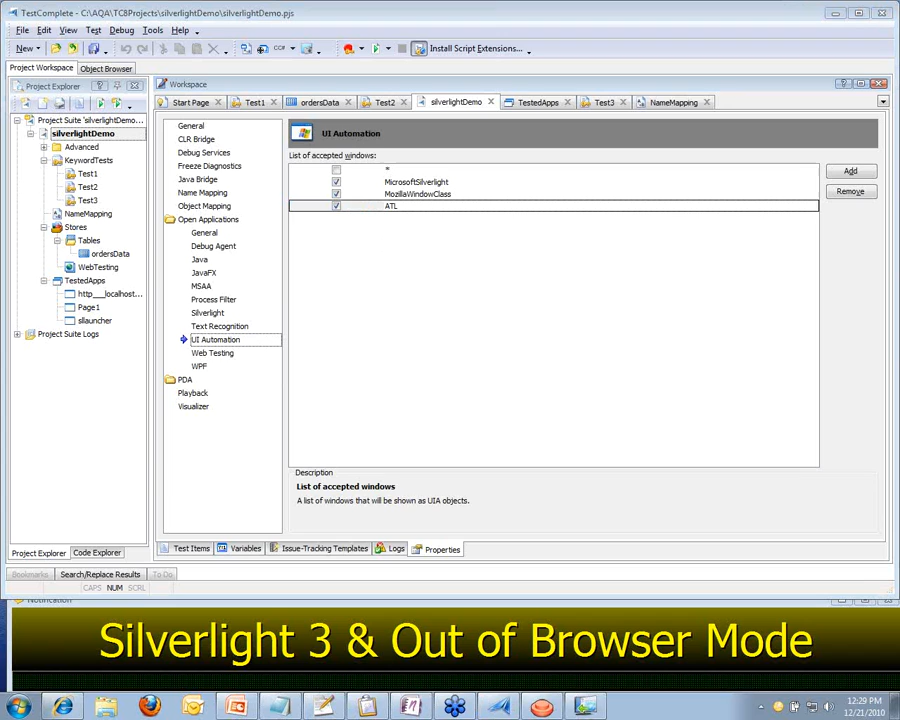 TestComplete - C:\AQA\TC8Projects\silverlightDemo\silverlightDemo.pjs
File Edit View Test Debug Tools Help
New Install Script Extensions...
Project Workspace Object Browser
Project Explorer
Workspace
Start Page Test1 ordersData Test2 silverlightDemo TestedApps Test3 NameMapping
Project Suite 'silverlightDemo...
silverlightDemo
Advanced
KeywordTests
Test1
Test2
Test3
NameMapping
Stores
Tables
ordersData
WebTesting
TestedApps
http___localhost...
Page1
sllauncher
Project Suite Logs
General
CLR Bridge
Debug Services
Freeze Diagnostics
Java Bridge
Name Mapping
Object Mapping
Open Applications
General
Debug Agent
Java
JavaFX
MSAA
Process Filter
Silverlight
Text Recognition
UI Automation
Web Testing
WPF
PDA
Playback
Visualizer
UI Automation
List of accepted windows:
*
MicrosoftSilverlight
MozillaWindowClass
ATL
Add
Remove
Description
List of accepted windows
A list of windows that will be shown as UIA objects.
Project Explorer Code Explorer
Test Items Variables Issue-Tracking Templates Logs Properties
Bookmarks Search/Replace Results To Do
CAPS NUM SCRL
Notification
Silverlight 3 & Out of Browser Mode
12:29 PM
12/21/2010